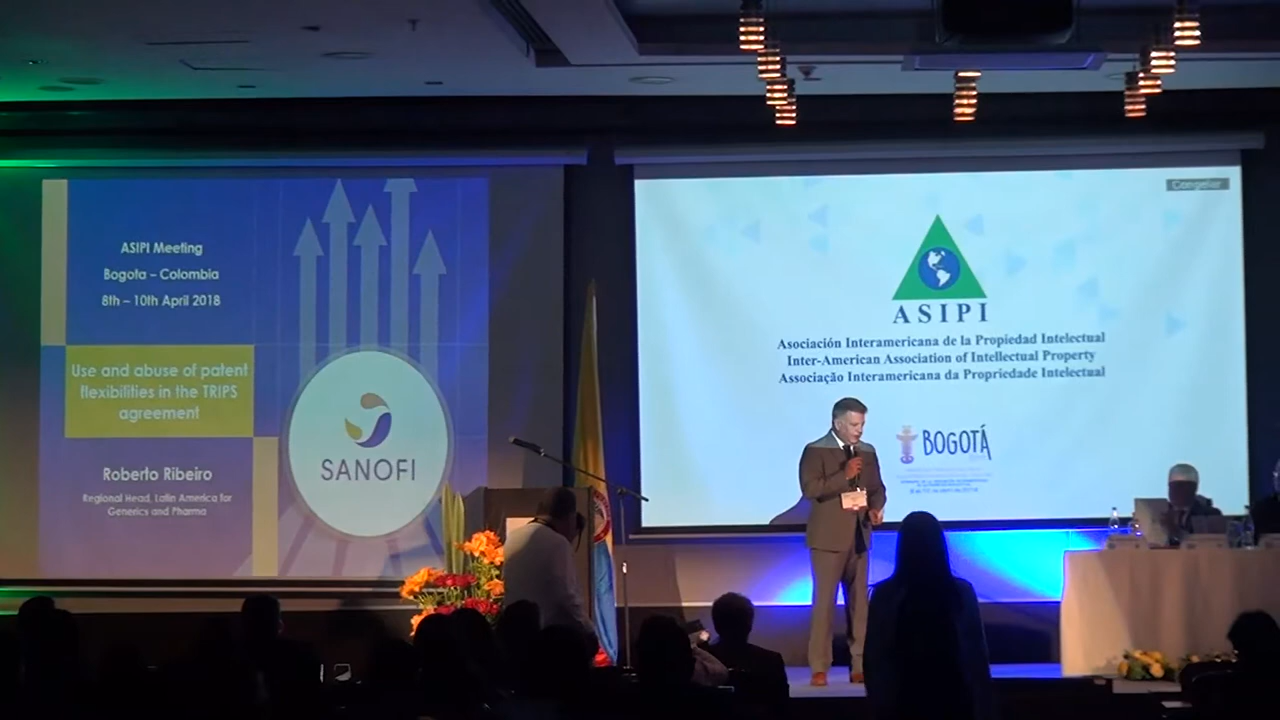 ASIPI Meeting
Bogota – Colombia
8th – 10th April 2018
Use and abuse of patent
flexibilities in the TRIPS
agreement
Roberto Ribeiro
Regional Head, Latin America for
Generics and Pharma
SANOFI
Congelar
ASIPI
Asociación Interamericana de la Propiedad Intelectual
Inter-American Association of Intellectual Property
Associação Interamericana da Propriedade Intelectual
BOGOTÁ